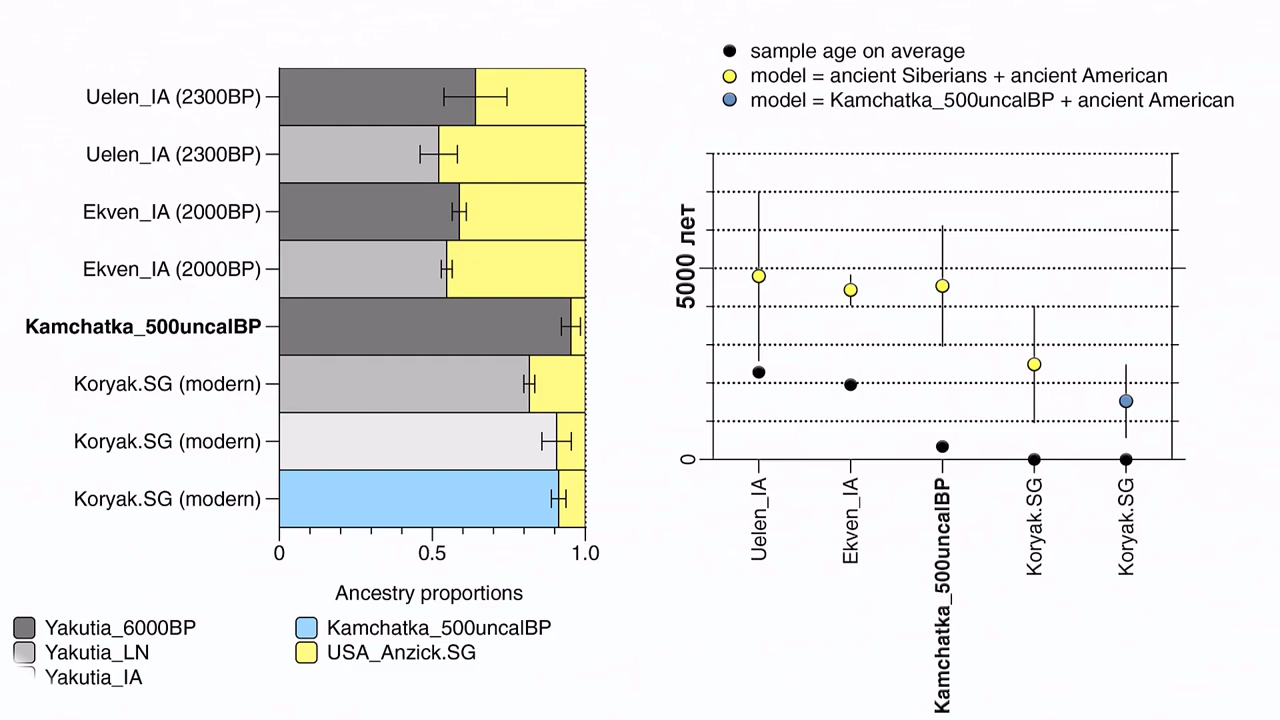 Uelen_IA (2300BP)
Uelen_IA (2300BP)
Ekven_IA (2000BP)
Ekven_IA (2000BP)
Kamchatka_500uncalBP
Koryak.SG (modern)
Koryak.SG (modern)
Koryak.SG (modern)
0 0.5 1.0
Ancestry proportions
Yakutia_6000BP
Yakutia_LN
Yakutia_IA
Kamchatka_500uncalBP
USA_Anzick.SG
sample age on average
model = ancient Siberians + ancient American
model = Kamchatka_500uncalBP + ancient American
5000 лет
0
Uelen_IA
Ekven_IA
Kamchatka_500uncalBP
Koryak.SG
Koryak.SG